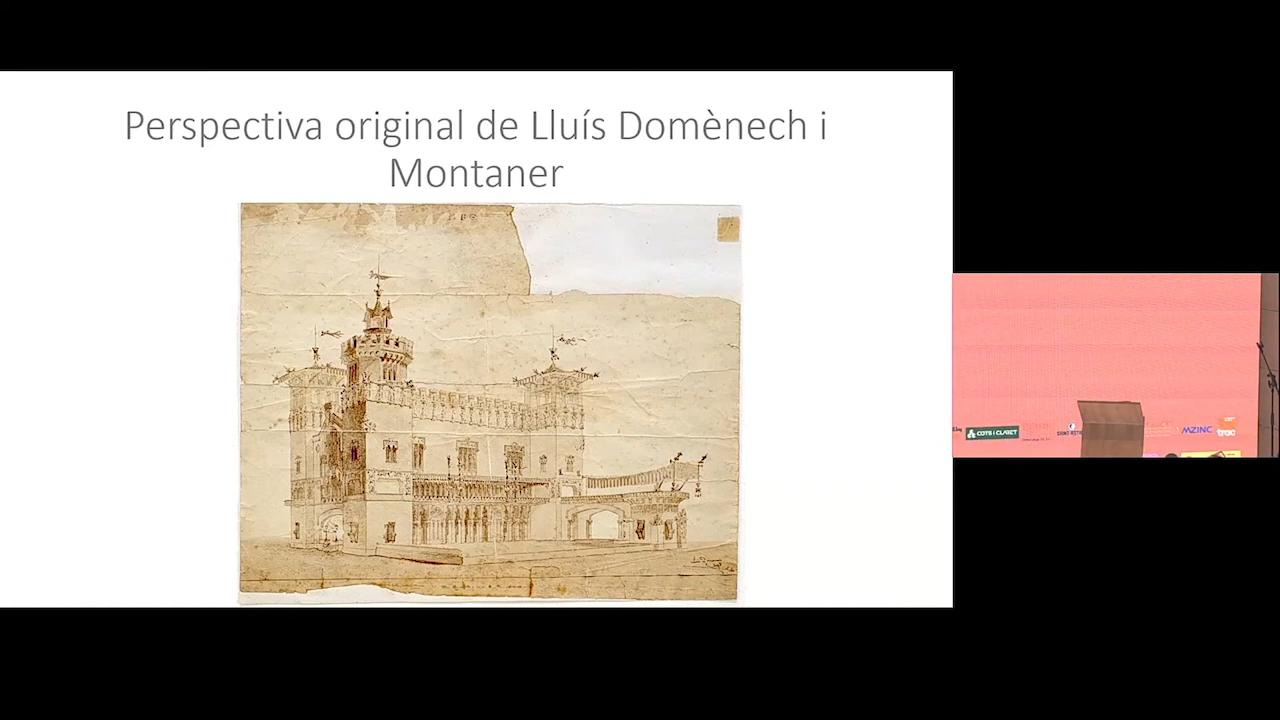 Perspectiva original de Lluís Domènech i
Montaner
COTS I CLARET
MZINC